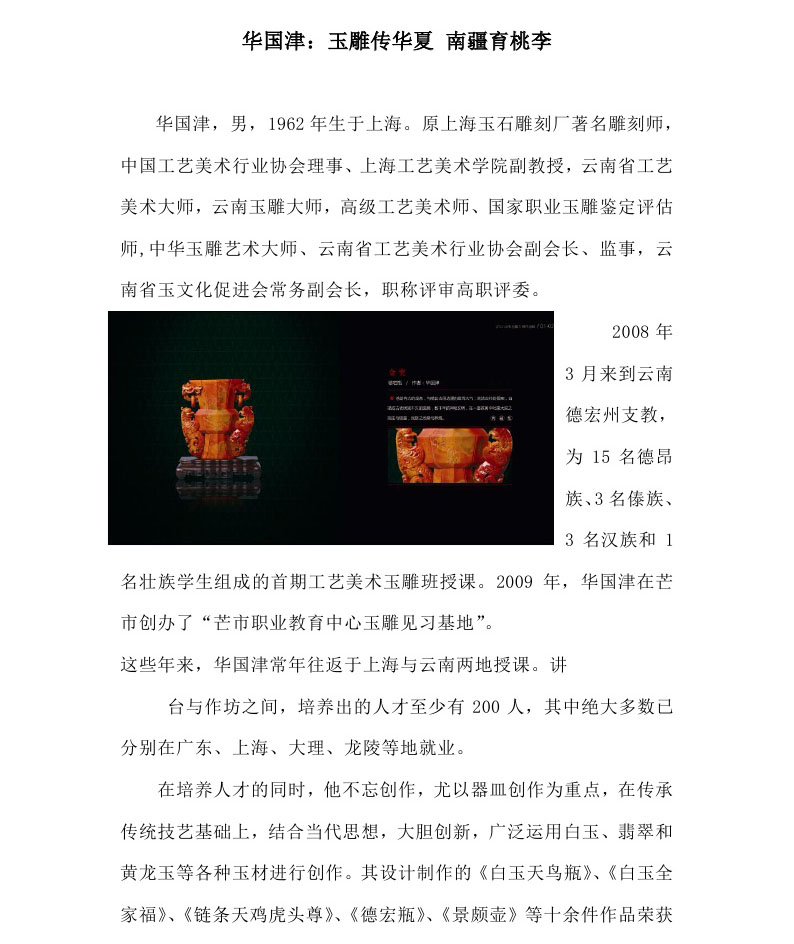 华国津：玉雕传华夏 南疆育桃李
华国津，男，1962年生于上海。原上海玉石雕刻厂著名雕刻师，
中国工艺美术行业协会理事、上海工艺美术学院副教授，云南省工艺
美术大师，云南玉雕大师，高级工艺美术师、国家职业玉雕鉴定评估
师,中华玉雕艺术大师、云南省工艺美术行业协会副会长、监事，云
南省玉文化促进会常务副会长，职称评审高职评委。
2008 年
3 月来到云南
德宏州支教，
为 15 名德昂
族、3 名傣族、
3 名汉族和 1
名壮族学生组成的首期工艺美术玉雕班授课。2009 年，华国津在芒
市创办了“芒市职业教育中心玉雕见习基地”。
这些年来，华国津常年往返于上海与云南两地授课。讲
台与作坊之间，培养出的人才至少有 200 人，其中绝大多数已
分别在广东、上海、大理、龙陵等地就业。
在培养人才的同时，他不忘创作，尤以器皿创作为重点，在传承
传统技艺基础上，结合当代思想，大胆创新，广泛运用白玉、翡翠和
黄龙玉等各种玉材进行创作。其设计制作的《白玉天鸟瓶》、《白玉全
家福》、《链条天鸡虎头尊》、《德宏瓶》、《景颇壶》等十余件作品荣获